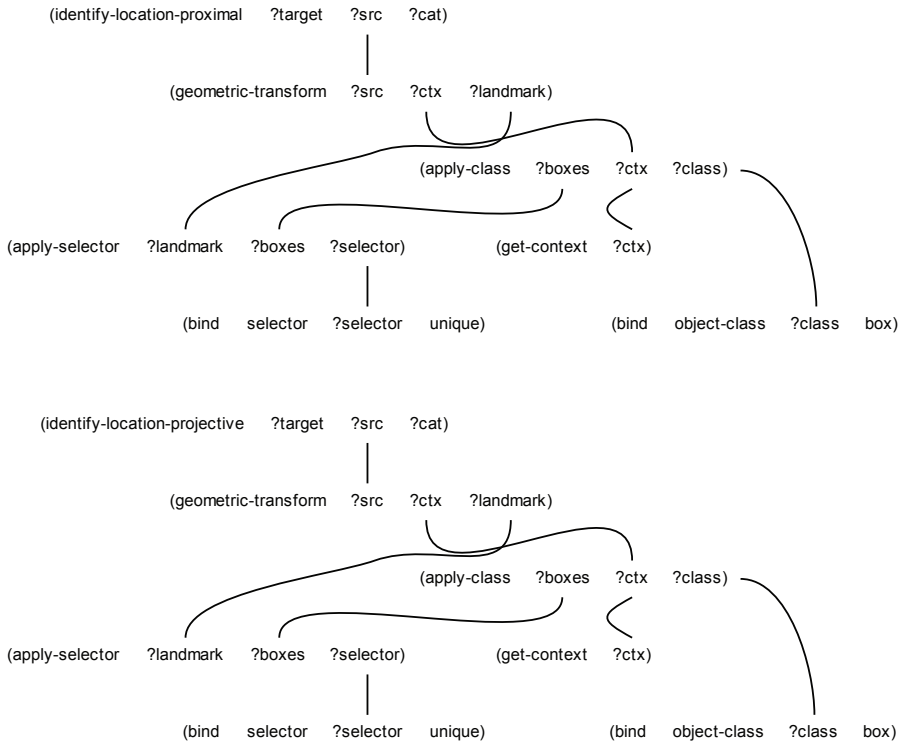 (identify-location-proximal ?target ?src ?cat)
(geometric-transform ?src ?ctx ?landmark)
(apply-class ?boxes ?ctx ?class)
(apply-selector ?landmark ?boxes ?selector) (get-context ?ctx)
(bind selector ?selector unique) (bind object-class ?class box)
(identify-location-projective ?target ?src ?cat)
(geometric-transform ?src ?ctx ?landmark)
(apply-class ?boxes ?ctx ?class)
(apply-selector ?landmark ?boxes ?selector) (get-context ?ctx)
(bind selector ?selector unique) (bind object-class ?class box)